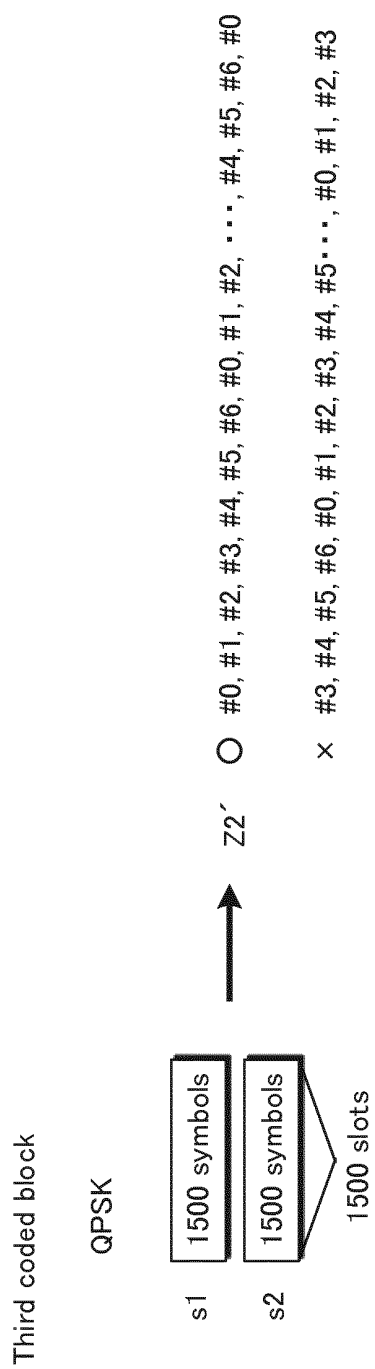 Third coded block
QPSK
s1 1500 symbols
s2 1500 symbols
1500 slots
Z2´
○ #0, #1, #2, #3, #4, #5, #6, #0, #1, #2, ･･･, #4, #5, #6, #0
× #3, #4, #5, #6, #0, #1, #2, #3, #4, #5･･･, #0, #1, #2, #3